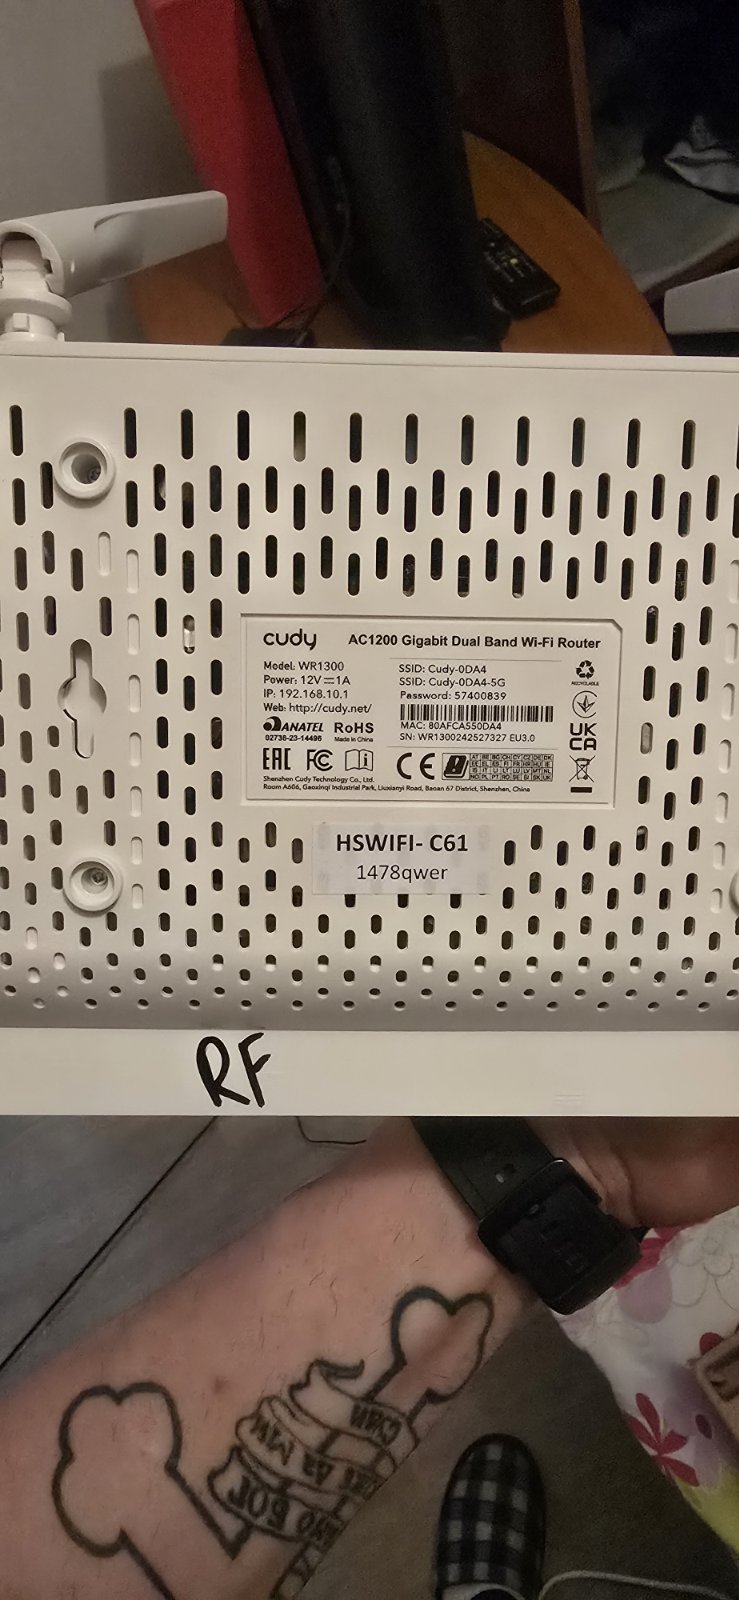 cudy AC1200 Gigabit Dual Band Wi-Fi Router
Model: WR1300
Power: 12V⎓1A
IP: 192.168.10.1
Web: http://cudy.net/
SSID: Cudy-0DA4
SSID: Cudy-0DA4-5G
Password: 57400839
MAC: 80AFCA550DA4
SN: WR1300242527327 EU3.0
RECYCLABLE
UK
CA
ANATEL RoHS
02738-23-14496 Made in China
EAC FC CE
Shenzhen Cudy Technology Co., Ltd.
Room A606, Gaoxinqi Industrial Park, Liuxianyi Road, Baoan 67 District, Shenzhen, China
HSWIFI- C61
1478qwer
RF